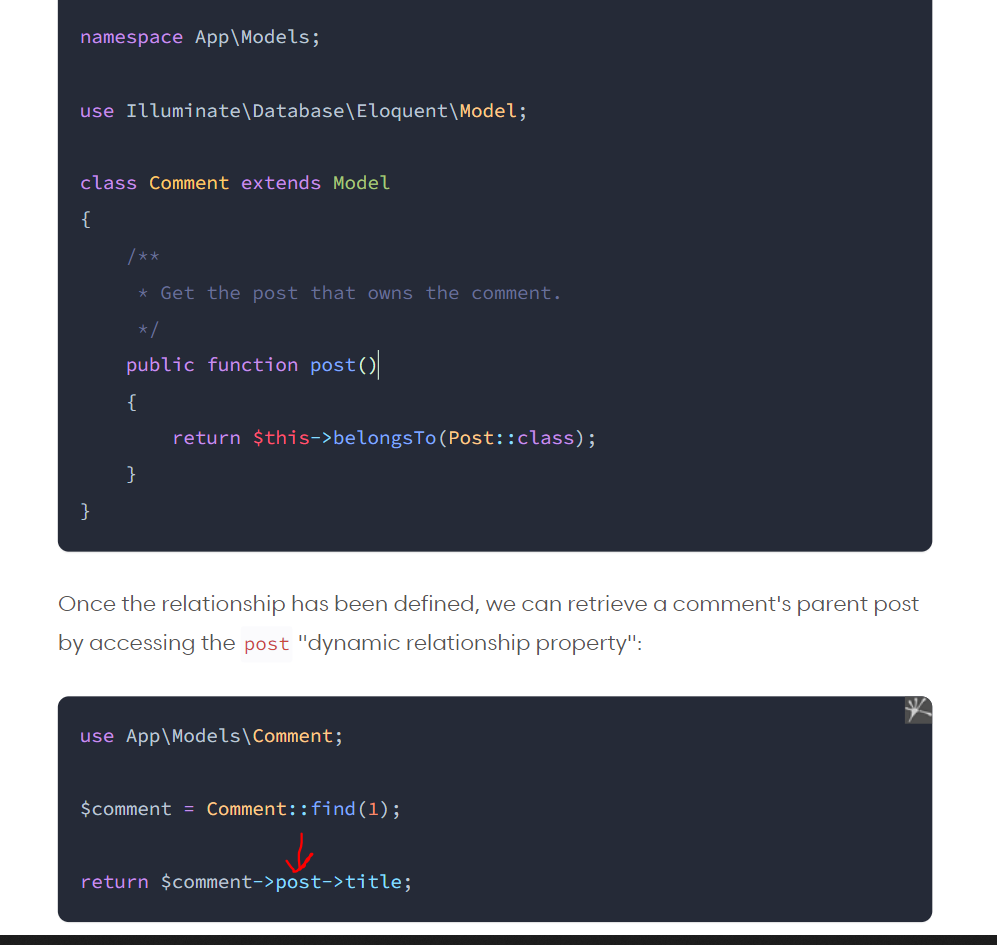 namespace App\Models;
use Illuminate\Database\Eloquent\Model;
class Comment extends Model
{
    /**
     * Get the post that owns the comment.
     */
    public function post()
    {
        return $this->belongsTo(Post::class);
    }
}
Once the relationship has been defined, we can retrieve a comment's parent post
by accessing the post "dynamic relationship property":
use App\Models\Comment;
$comment = Comment::find(1);
return $comment->post->title;